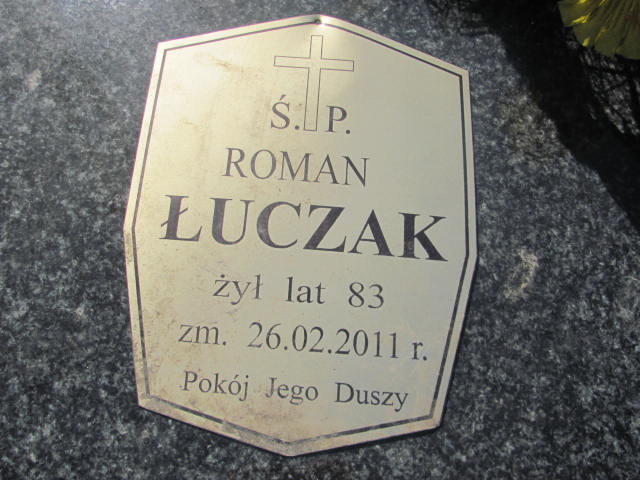 Ś. P.
ROMAN
ŁUCZAK
żył lat 83
zm. 26.02.2011 r.
Pokój Jego Duszy